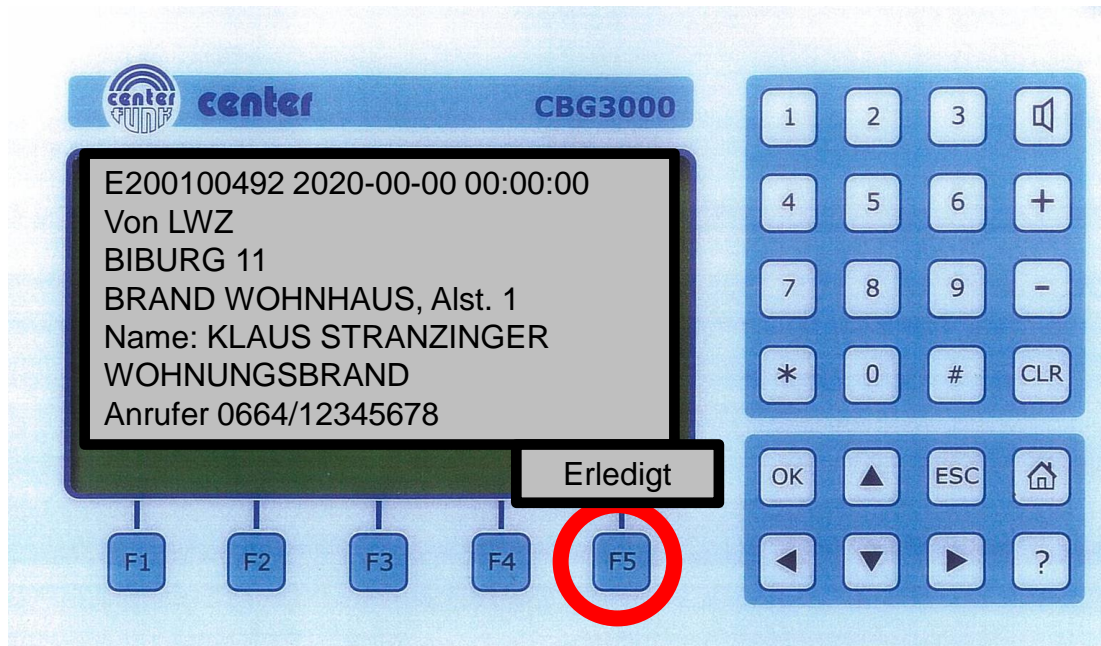 center
FUNK
center CBG3000
E200100492 2020-00-00 00:00:00
Von LWZ
BIBURG 11
BRAND WOHNHAUS, Alst. 1
Name: KLAUS STRANZINGER
WOHNUNGSBRAND
Anrufer 0664/12345678
Erledigt
F1 F2 F3 F4 F5
1 2 3
4 5 6 +
7 8 9 -
* 0 # CLR
OK ESC
?